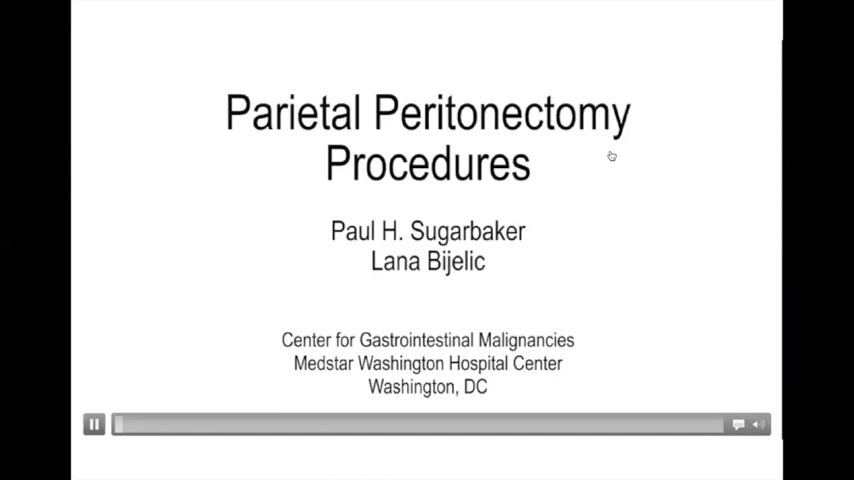 Parietal Peritonectomy
Procedures
Paul H. Sugarbaker
Lana Bijelic
Center for Gastrointestinal Malignancies
Medstar Washington Hospital Center
Washington, DC